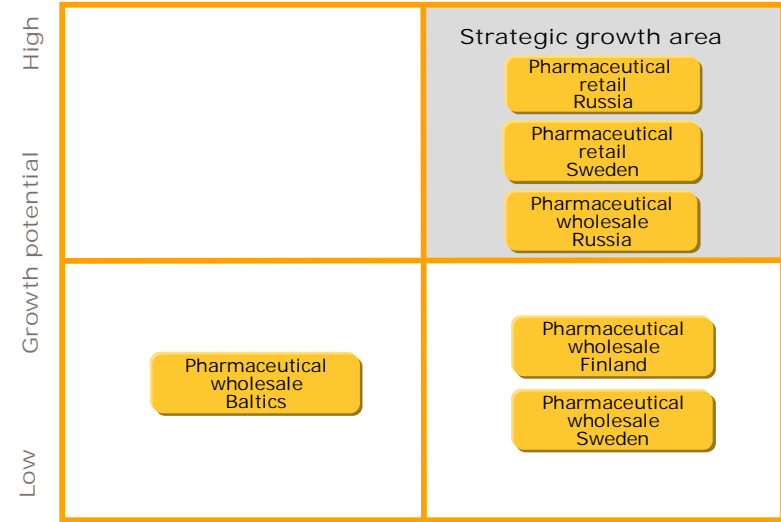 High
Growth potential
Low
Strategic growth area
Pharmaceutical
retail
Russia
Pharmaceutical
retail
Sweden
Pharmaceutical
wholesale
Russia
Pharmaceutical
wholesale
Baltics
Pharmaceutical
wholesale
Finland
Pharmaceutical
wholesale
Sweden